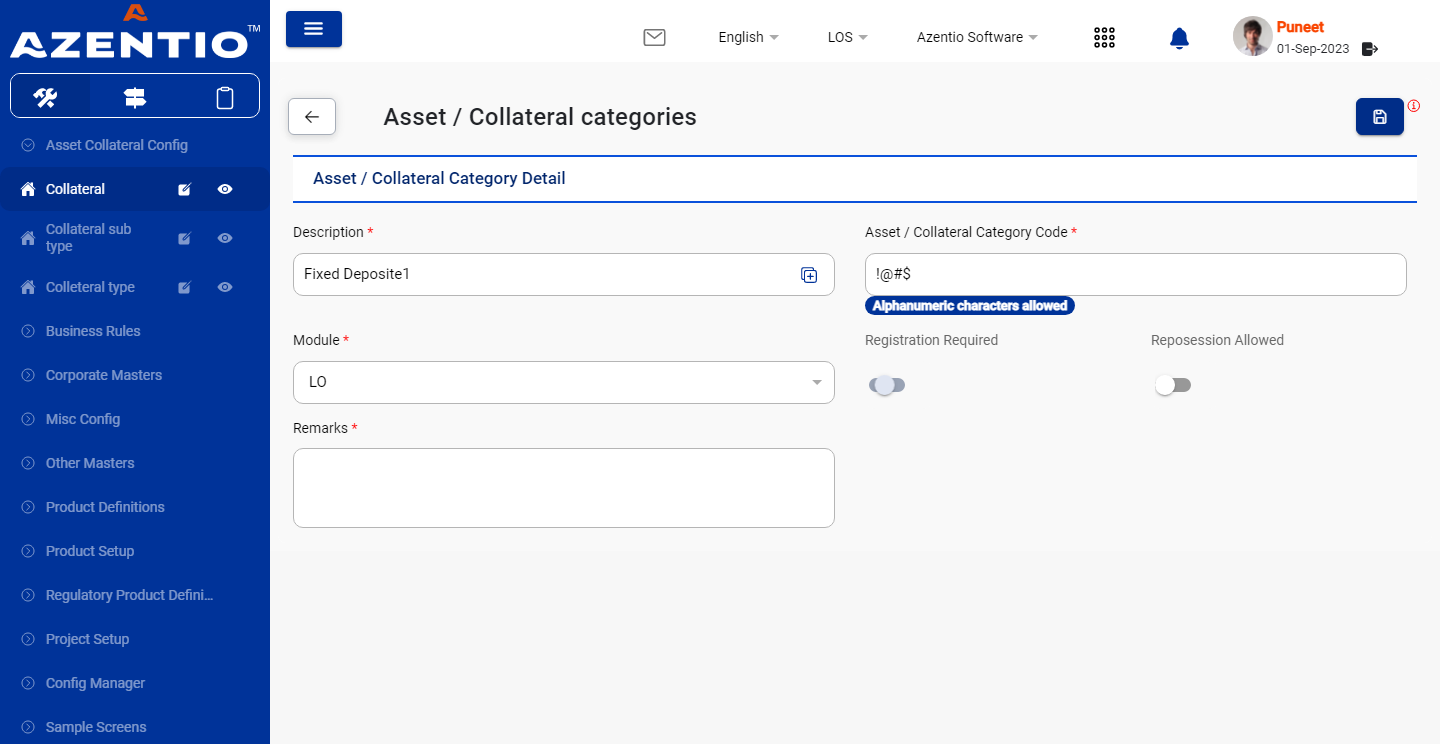 AZENTIO™
Asset Collateral Config
Collateral
Collateral sub
type
Colleteral type
Business Rules
Corporate Masters
Misc Config
Other Masters
Product Definitions
Product Setup
Regulatory Product Defini...
Project Setup
Config Manager
Sample Screens
English
LOS
Azentio Software
Puneet
01-Sep-2023
Asset / Collateral categories
Asset / Collateral Category Detail
Description *
Asset / Collateral Category Code *
Fixed Deposite1
!@#$
Alphanumeric characters allowed
Module *
Registration Required
Reposession Allowed
LO
Remarks *